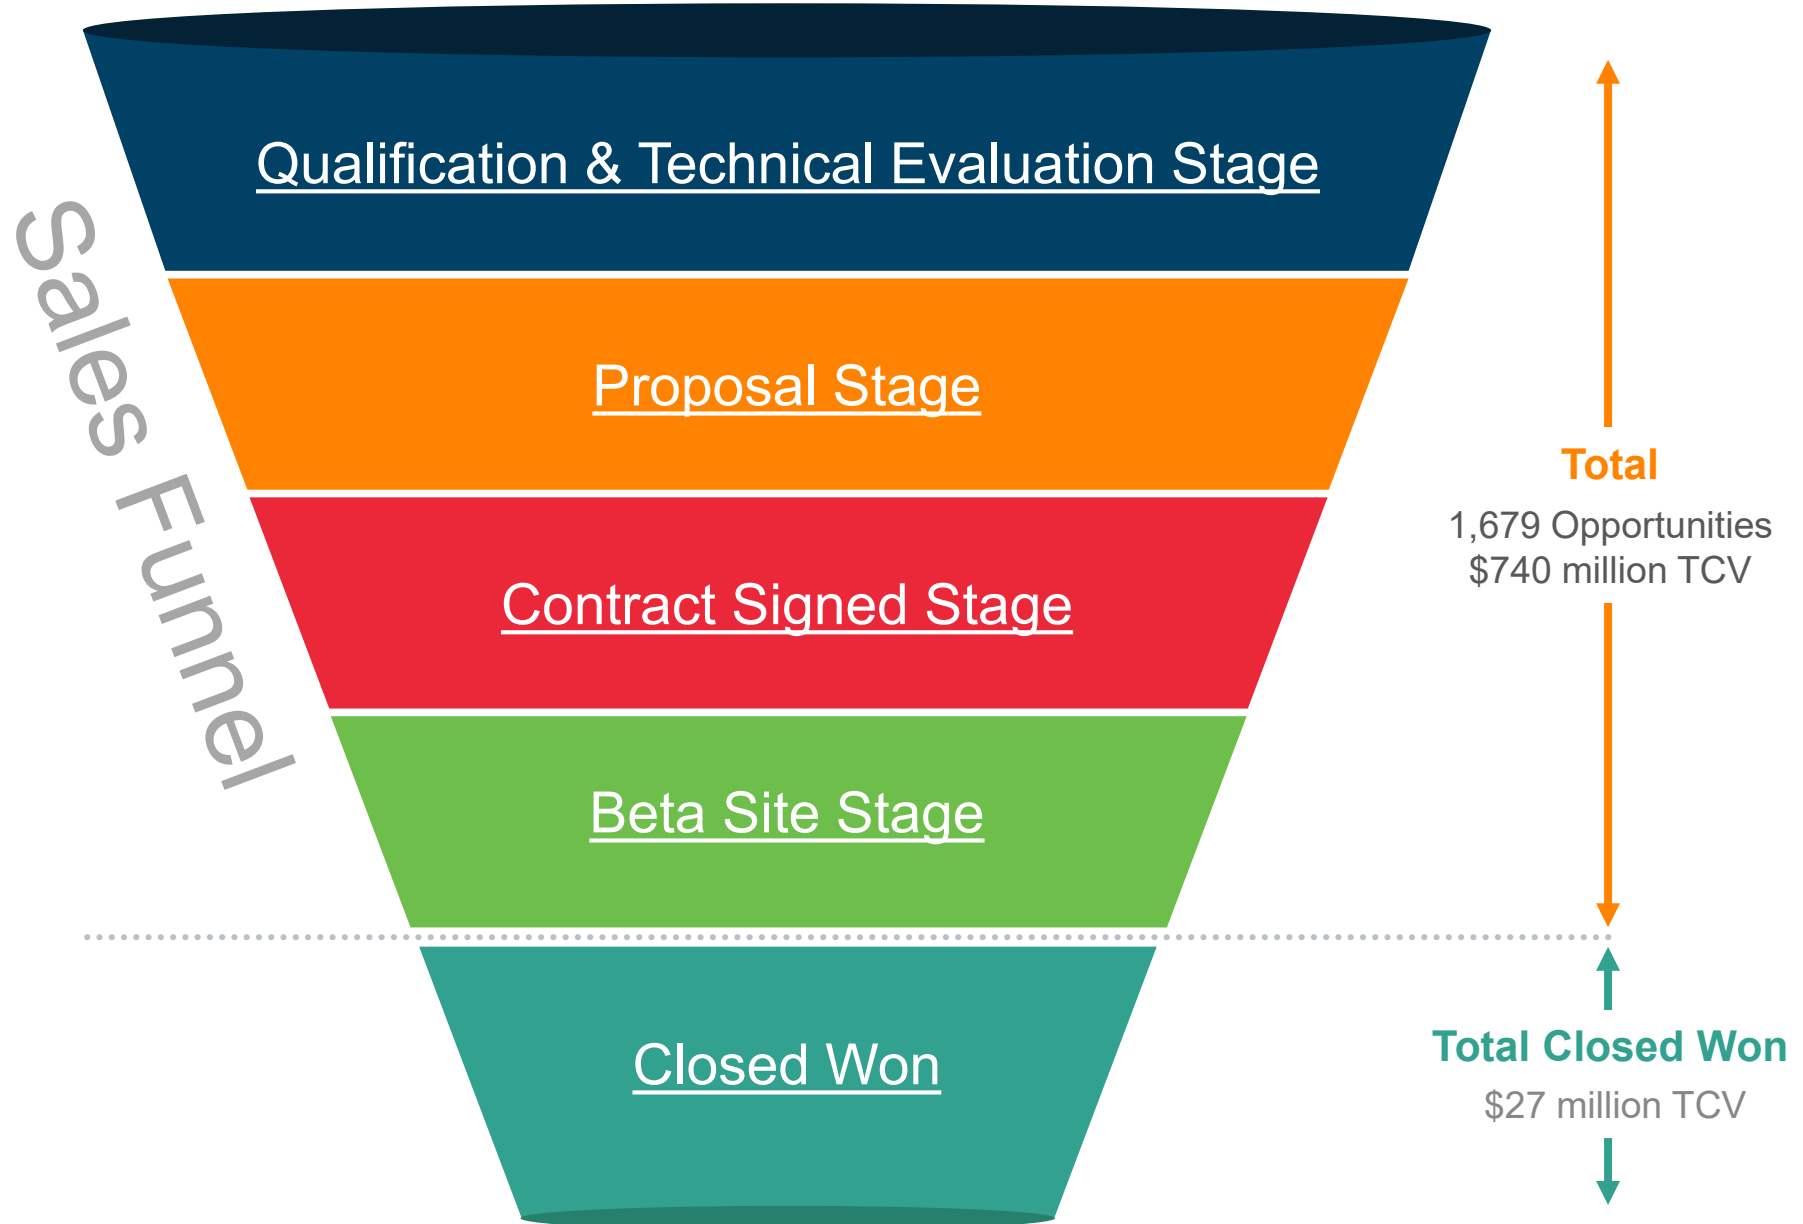 Sales Funnel
Qualification & Technical Evaluation Stage
Proposal Stage
Contract Signed Stage
Beta Site Stage
Closed Won
Total
1,679 Opportunities
$740 million TCV
Total Closed Won
$27 million TCV